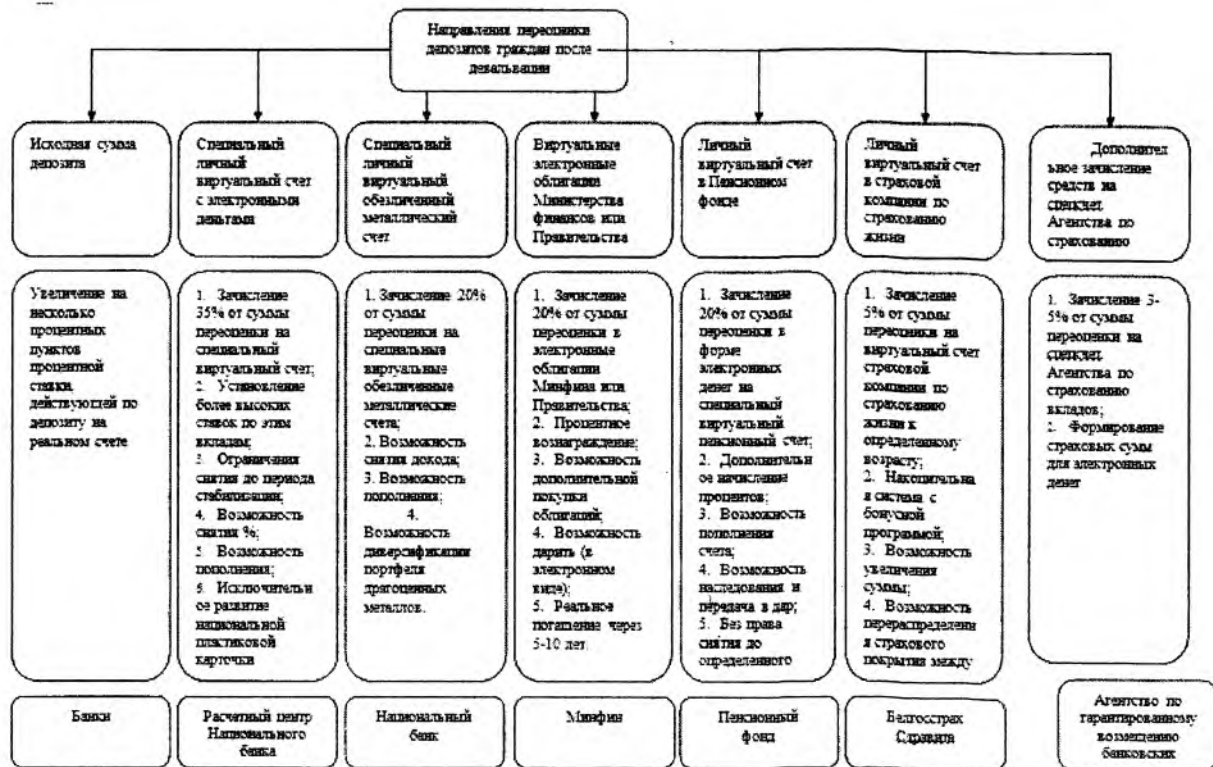 Направления переоценки
депозитов граждан после
девальвации
Исходная сумма
депозита
Специальный
личный
виртуальный счет
с электронными
деньгами
Специальный
личный
виртуальный
обезличенный
металлический
счет
Виртуальные
электронные
облигации
Министерства
финансов или
Правительства
Личный
виртуальный счет
в Пенсионном
фонде
Личный
виртуальный счет
в страховой
компании по
страхованию
жизни
Дополнител
ьное зачисление
средств на
спецсчет
Агентства по
страхованию
Увеличение на
несколько
процентных
пунктов
процентной
ставки,
действующей по
депозиту на
реальном счете
1. Зачисление
35% от суммы
переоценки на
специальный
виртуальный счет;
2. Установление
более высоких
ставок по этим
вкладам;
3. Ограничения
снятия до периода
стабилизации;
4. Возможность
снятия %;
5. Возможность
пополнения;
6. Исключительн
ое развитие
национальной
пластиковой
карточки
1. Зачисление 20%
от суммы
переоценки на
специальные
виртуальные
обезличенные
металлические
счета;
2. Возможность
снятия дохода;
3. Возможность
пополнения;
4.
Возможность
диверсификации
портфеля
драгоценных
металлов.
1. Зачисление
20% от суммы
переоценки в
электронные
облигации
Минфина или
Правительства;
2. Процентное
вознаграждение;
3. Возможность
дополнительной
покупки
облигаций;
4. Возможность
дарить (в
электронном
виде);
5. Реальное
погашение через
5-10 лет.
1. Зачисление
20% от суммы
переоценки в
форме
электронных
денег на
специальный
виртуальный
пенсионный счет;
2. Дополнительн
ое начисление
процентов;
3. Возможность
пополнения
счета;
4. Возможность
наследования и
передача в дар;
5. Без права
снятия до
определенного
1. Зачисление
5% от суммы
переоценки на
виртуальный счет
страховой
компании по
страхованию
жизни к
определенному
возрасту;
2. Накопительна
я система с
бонусной
программой;
3. Возможность
увеличения
суммы;
4. Возможность
перераспределени
я страхового
покрытия между
1. Зачисление 3-
5% от суммы
переоценки на
спецсчет
Агентства по
страхованию
вкладов;
2. Формирование
страховых сумм
для электронных
денег
Банки
Расчетный центр
Национального
банка
Национальный
банк
Минфин
Пенсионный
фонд
Белгосстрах
Стравита
Агентство по
гарантированному
возмещению
банковских